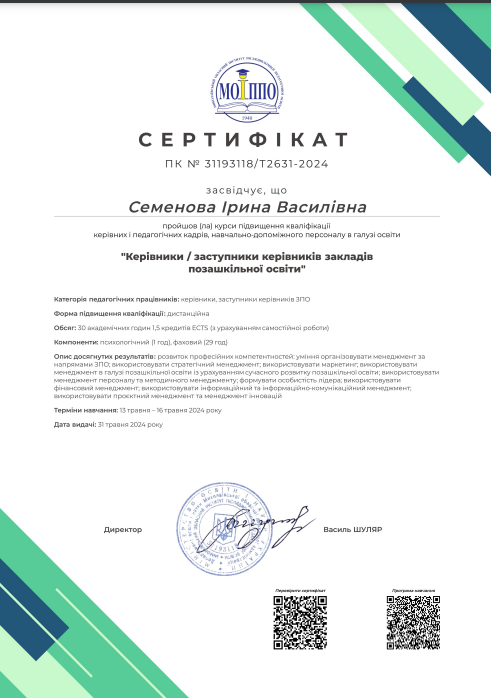 МОІППО
1940
СЕРТИФІКАТ
ПК № 31193118/Т2631-2024
засвідчує, що
Семенова Ірина Василівна
пройшов (ла) курси підвищення кваліфікації
керівних і педагогічних кадрів, навчально-допоміжного персоналу в галузі освіти
"Керівники / заступники керівників закладів
позашкільної освіти"
Категорія педагогічних працівників: керівники, заступники керівників ЗПО
Форма підвищення кваліфікації: дистанційна
Обсяг: 30 академічних годин 1,5 кредитів ECTS (з урахуванням самостійної роботи)
Компоненти: психологічний (1 год), фаховий (29 год)
Опис досягнутих результатів: розвиток професійних компетентностей; уміння організовувати менеджмент за
напрямами ЗПО; використовувати стратегічний менеджмент; використовувати маркетинг; використовувати
менеджмент в галузі позашкільної освіти із урахуванням сучасного розвитку позашкільної освіти; використовувати
менеджмент персоналу та методичного менеджменту; формувати особистість лідера; використовувати
фінансовий менеджмент; використовувати інформаційний та інформаційно-комунікаційний менеджмент;
використовувати проєктний менеджмент та менеджмент інновацій
Терміни навчання: 13 травня – 16 травня 2024 року
Дата видачі: 31 травня 2024 року
Директор
Василь ШУЛЯР
Перевірити сертифікат
Програма навчання